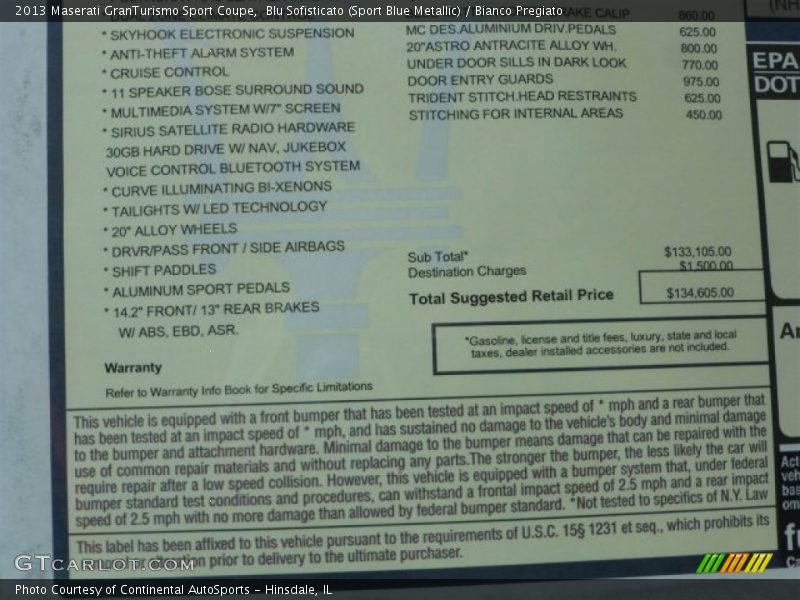 2013 Maserati GranTurismo Sport Coupe,  Blu Sofisticato (Sport Blue Metallic) / Bianco Pregiato
DUAL ZONE CLIMATE CONTROL
* SKYHOOK ELECTRONIC SUSPENSION
* ANTI-THEFT ALARM SYSTEM
* CRUISE CONTROL
* 11 SPEAKER BOSE SURROUND SOUND
* MULTIMEDIA SYSTEM W/7" SCREEN
* SIRIUS SATELLITE RADIO HARDWARE
30GB HARD DRIVE W/ NAV, JUKEBOX
VOICE CONTROL BLUETOOTH SYSTEM
* CURVE ILLUMINATING BI-XENONS
* TAILIGHTS W/ LED TECHNOLOGY
* 20" ALLOY WHEELS
* DRVR/PASS FRONT / SIDE AIRBAGS
* SHIFT PADDLES
* ALUMINUM SPORT PEDALS
* 14.2" FRONT/ 13" REAR BRAKES
W/ ABS, EBD, ASR.
BRAKE CALIP 860.00
MC DES.ALUMINIUM DRIV.PEDALS 625.00
20"ASTRO ANTRACITE ALLOY WH. 800.00
UNDER DOOR SILLS IN DARK LOOK 770.00
DOOR ENTRY GUARDS 975.00
TRIDENT STITCH.HEAD RESTRAINTS 625.00
STITCHING FOR INTERNAL AREAS 450.00
Sub Total* $133,105.00
Destination Charges $1,500.00
Total Suggested Retail Price $134,605.00
*Gasoline, license and title fees, luxury, state and local
taxes, dealer installed accessories are not included.
Warranty
Refer to Warranty Info Book for Specific Limitations
This vehicle is equipped with a front bumper that has been tested at an impact speed of * mph and a rear bumper that
has been tested at an impact speed of * mph, and has sustained no damage to the vehicle's body and minimal damage
to the bumper and attachment hardware. Minimal damage to the bumper means damage that can be repaired with the
use of common repair materials and without replacing any parts.The stronger the bumper, the less likely the car will
require repair after a low speed collision. However, this vehicle is equipped with a bumper system that, under federal
bumper standard test conditions and procedures, can withstand a frontal impact speed of 2.5 mph and a rear impact
speed of 2.5 mph with no more damage than allowed by federal bumper standard. *Not tested to specifics of N.Y. Law
This label has been affixed to this vehicle pursuant to the requirements of U.S.C. 15§ 1231 et seq., which prohibits its
prior to delivery to the ultimate purchaser.
(NH
EPA
DOT
Act
veh
bas
om
GTCARLOT.COM
Photo Courtesy of Continental AutoSports – Hinsdale, IL